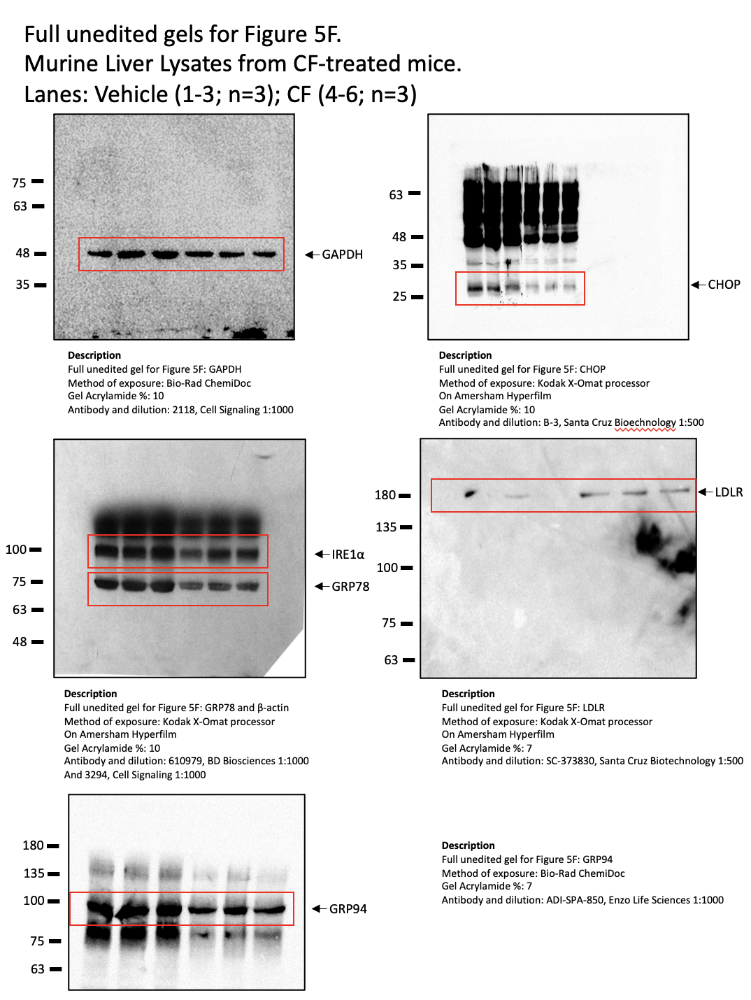 Full unedited gels for Figure 5F.
Murine Liver Lysates from CF-treated mice.
Lanes: Vehicle (1-3; n=3); CF (4-6; n=3)
75
63
48
35
GAPDH
63
48
35
25
CHOP
Description
Full unedited gel for Figure 5F: GAPDH
Method of exposure: Bio-Rad ChemiDoc
Gel Acrylamide %: 10
Antibody and dilution: 2118, Cell Signaling 1:1000
Description
Full unedited gel for Figure 5F: CHOP
Method of exposure: Kodak X-Omat processor
On Amersham Hyperfilm
Gel Acrylamide %: 10
Antibody and dilution: B-3, Santa Cruz Bioechnology 1:500
100
75
63
48
IRE1α
GRP78
180
135
100
75
63
LDLR
Description
Full unedited gel for Figure 5F: GRP78 and β-actin
Method of exposure: Kodak X-Omat processor
On Amersham Hyperfilm
Gel Acrylamide %: 10
Antibody and dilution: 610979, BD Biosciences 1:1000
And 3294, Cell Signaling 1:1000
Description
Full unedited gel for Figure 5F: LDLR
Method of exposure: Kodak X-Omat processor
On Amersham Hyperfilm
Gel Acrylamide %: 7
Antibody and dilution: SC-373830, Santa Cruz Biotechnology 1:500
180
135
100
75
63
GRP94
Description
Full unedited gel for Figure 5F: GRP94
Method of exposure: Bio-Rad ChemiDoc
Gel Acrylamide %: 7
Antibody and dilution: ADI-SPA-850, Enzo Life Sciences 1:1000